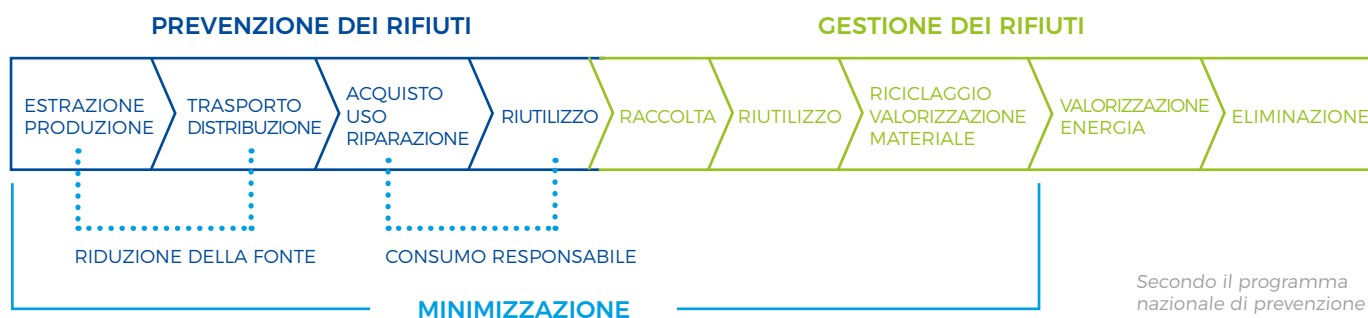 PREVENZIONE DEI RIFIUTI
GESTIONE DEI RIFIUTI
ESTRAZIONE
PRODUZIONE
TRASPORTO
DISTRIBUZIONE
ACQUISTO
USO
RIPARAZIONE
RIUTILIZZO
RACCOLTA
RIUTILIZZO
RICICLAGGIO
VALORIZZAZIONE
MATERIALE
VALORIZZAZIONE
ENERGIA
ELIMINAZIONE
RIDUZIONE DELLA FONTE
CONSUMO RESPONSABILE
MINIMIZZAZIONE
Secondo il programma
nazionale di prevenzione